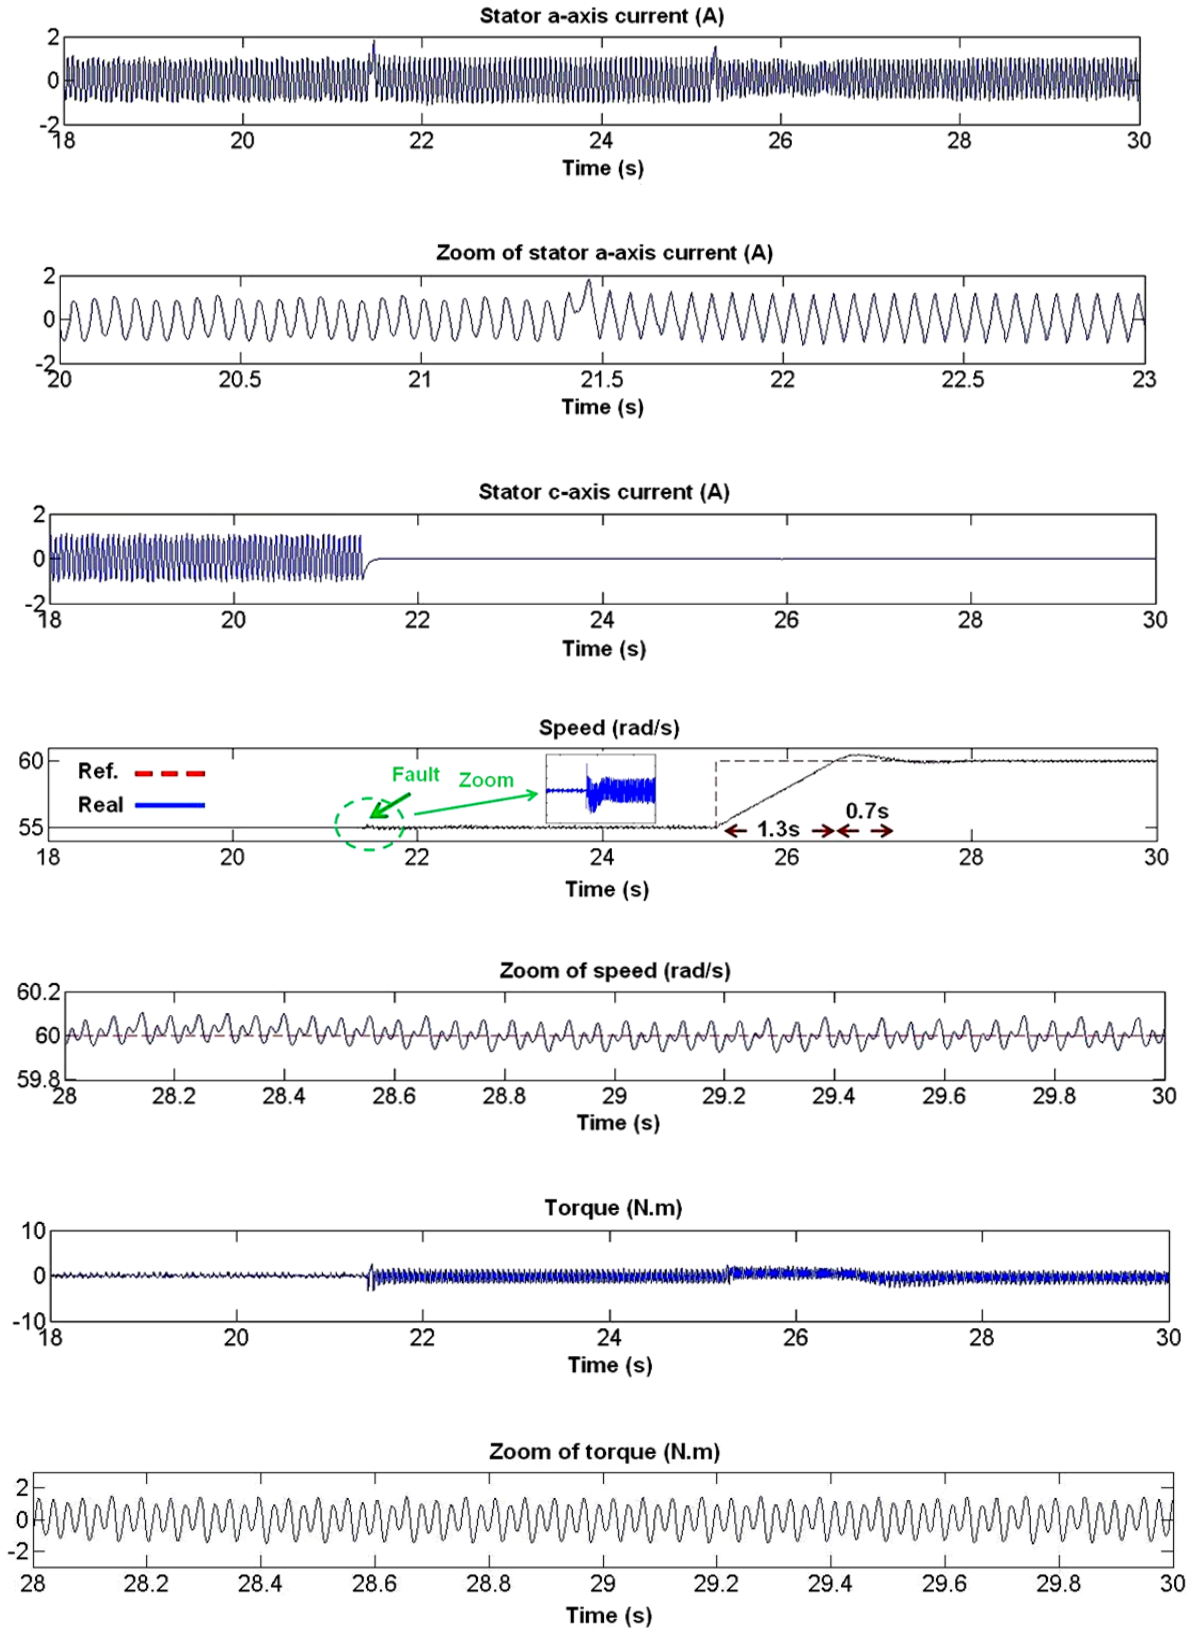 Stator a-axis current (A)
2
0
-2
18 20 22 24 26 28 30
Time (s)
Zoom of stator a-axis current (A)
2
0
-2
20 20.5 21 21.5 22 22.5 23
Time (s)
Stator c-axis current (A)
2
0
-2
18 20 22 24 26 28 30
Time (s)
Speed (rad/s)
60
Ref.
Fault
Zoom
Real
55
1.3s
0.7s
18 20 22 24 26 28 30
Time (s)
Zoom of speed (rad/s)
60.2
60
59.8
28 28.2 28.4 28.6 28.8 29 29.2 29.4 29.6 29.8 30
Time (s)
Torque (N.m)
10
0
-10
18 20 22 24 26 28 30
Time (s)
Zoom of torque (N.m)
2
0
-2
28 28.2 28.4 28.6 28.8 29 29.2 29.4 29.6 29.8 30
Time (s)